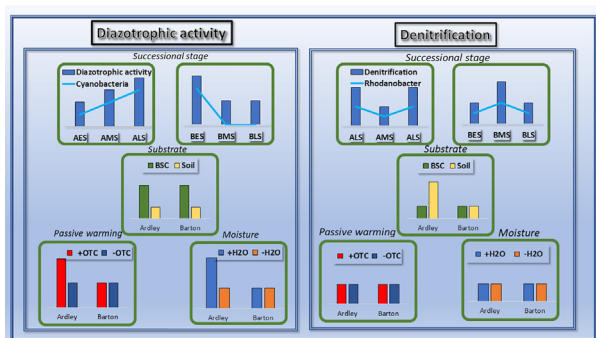 Diazotrophic activity
Successional stage
Diazotrophic activity
Cyanobacteria
AES AMS ALS
BES BMS BLS
Substrate
BSC Soil
Ardley Barton
Passive warming
+OTC -OTC
Ardley Barton
Moisture
+H2O -H2O
Ardley Barton
Denitrification
Successional stage
Denitrification
Rhodanobacter
ALS AMS ALS
BES BMS BLS
Substrate
BSC Soil
Ardley Barton
Passive warming
+OTC -OTC
Ardley Barton
Moisture
+H2O -H2O
Ardley Barton